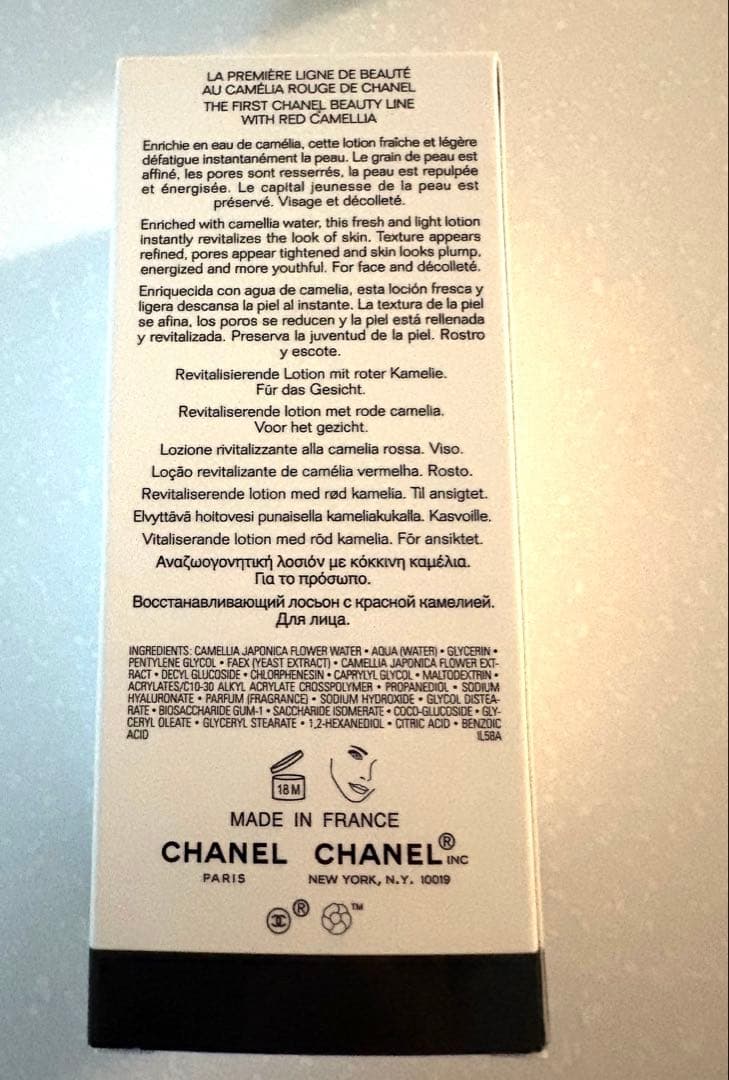 LA PREMIÈRE LIGNE DE BEAUTÉ
AU CAMÉLIA ROUGE DE CHANEL
THE FIRST CHANEL BEAUTY LINE
WITH RED CAMELLIA
Enrichie en eau de camélia, cette lotion fraîche et légère
défatigue instantanément la peau. Le grain de peau est
affiné, les pores sont resserrés, la peau est repulpée
et énergisée. Le capital jeunesse de la peau est
préservé. Visage et décolleté.
Enriched with camellia water, this fresh and light lotion
instantly revitalizes the look of skin. Texture appears
refined, pores appear tightened and skin looks plump,
energized and more youthful. For face and décolleté.
Enriquecida con agua de camelia, esta loción fresca y
ligera descansa la piel al instante. La textura de la piel
se afina, los poros se reducen y la piel está rellenada
y revitalizada. Preserva la juventud de la piel. Rostro
y escote.
Revitalisierende Lotion mit roter Kamelie.
Für das Gesicht.
Revitaliserende lotion met rode camelia.
Voor het gezicht.
Lozione rivitalizzante alla camelia rossa. Viso.
Loção revitalizante de camélia vermelha. Rosto.
Revitaliserende lotion med rød kamelia. Til ansigtet.
Elvyttävä hoitovesi punaisella kameliakukalla. Kasvoille.
Vitaliserande lotion med röd kamelia. För ansiktet.
Αναζωογονητική λοσιόν με κόκκινη καμέλια.
Για το πρόσωπο.
Восстанавливающий лосьон с красной камелией.
Для лица.
INGREDIENTS: CAMELLIA JAPONICA FLOWER WATER • AQUA (WATER) • GLYCERIN •
PENTYLENE GLYCOL • FAEX (YEAST EXTRACT) • CAMELLIA JAPONICA FLOWER EXT-
RACT • DECYL GLUCOSIDE • CHLORPHENESIN • CAPRYLYL GLYCOL • MALTODEXTRIN •
ACRYLATES/C10-30 ALKYL ACRYLATE CROSSPOLYMER • PROPANEDIOL • SODIUM
HYALURONATE • PARFUM (FRAGRANCE) • SODIUM HYDROXIDE • GLYCOL DISTEA-
RATE • BIOSACCHARIDE GUM-1 • SACCHARIDE ISOMERATE • COCO-GLUCOSIDE • GLY-
CERYL OLEATE • GLYCERYL STEARATE • 1,2-HEXANEDIOL • CITRIC ACID • BENZOIC
ACID IL58A
18 M
MADE IN FRANCE
CHANEL CHANEL® INC
PARIS NEW YORK, N.Y. 10019
® ™